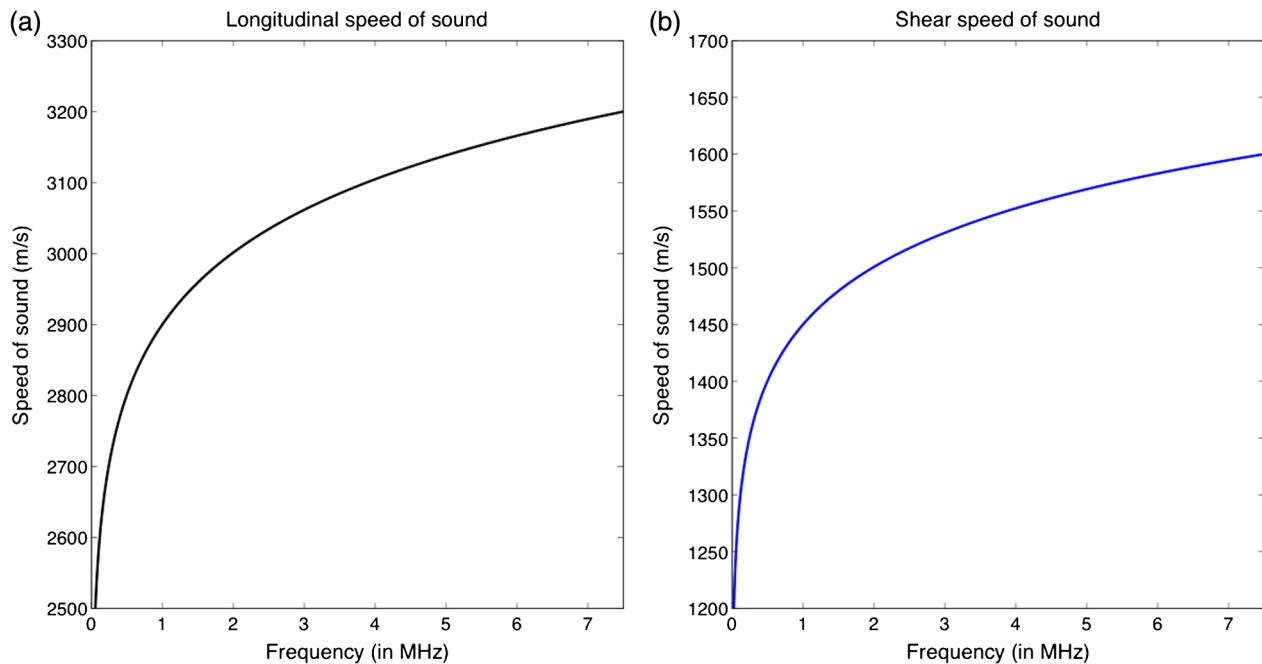 (a)
Longitudinal speed of sound
3300
3200
3100
3000
2900
2800
2700
2600
2500
Speed of sound (m/s)
0 1 2 3 4 5 6 7
Frequency (in MHz)
(b)
Shear speed of sound
1700
1650
1600
1550
1500
1450
1400
1350
1300
1250
1200
Speed of sound (m/s)
0 1 2 3 4 5 6 7
Frequency (in MHz)